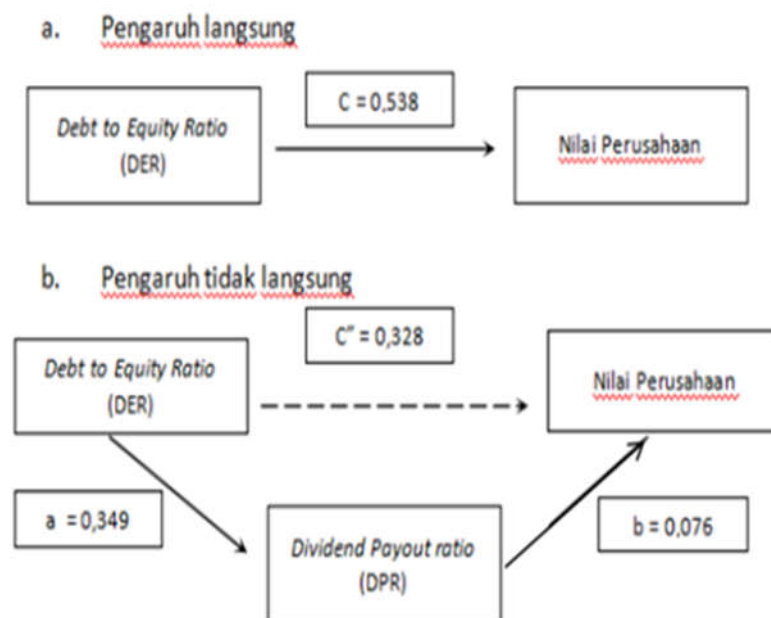 a. Pengaruh langsung
C = 0,538
Debt to Equity Ratio
(DER)
Nilai Perusahaan
b. Pengaruh tidak langsung
C" = 0,328
Debt to Equity Ratio
(DER)
Nilai Perusahaan
a = 0,349
b = 0,076
Dividend Payout ratio
(DPR)